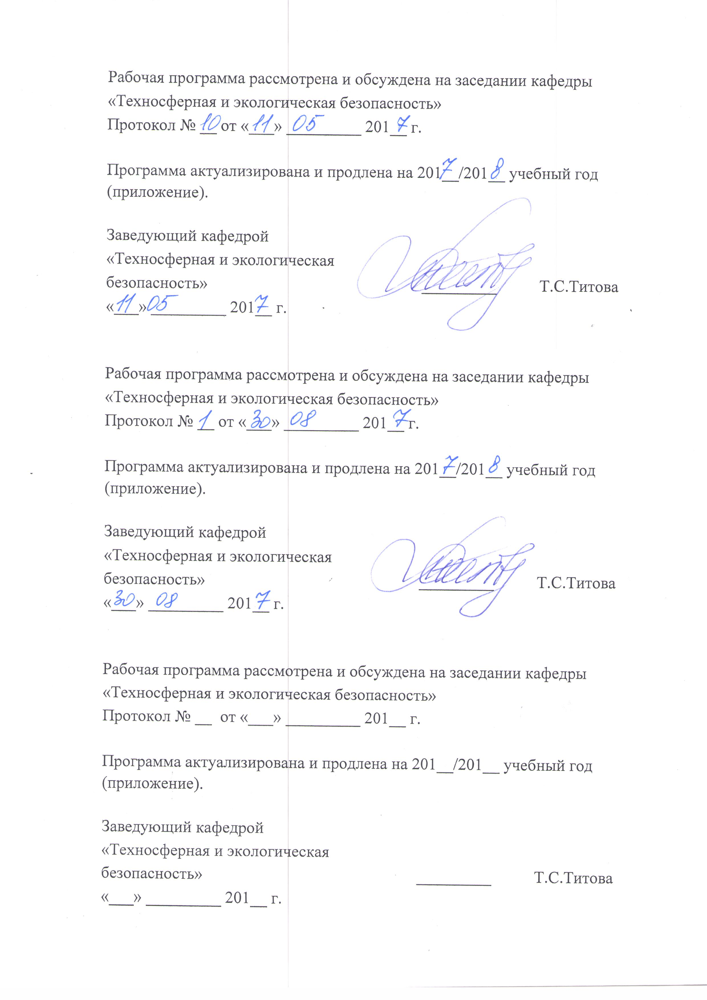 Рабочая программа рассмотрена и обсуждена на заседании кафедры
«Техносферная и экологическая безопасность»
Протокол № 10 от «11» 05 2017 г.
Программа актуализирована и продлена на 2017/2018 учебный год
(приложение).
Заведующий кафедрой
«Техносферная и экологическая
безопасность» Т.С.Титова
«11» 05 2017 г.
Рабочая программа рассмотрена и обсуждена на заседании кафедры
«Техносферная и экологическая безопасность»
Протокол № 1 от «30» 08 2017 г.
Программа актуализирована и продлена на 2017/2018 учебный год
(приложение).
Заведующий кафедрой
«Техносферная и экологическая
безопасность» Т.С.Титова
«30» 08 2017 г.
Рабочая программа рассмотрена и обсуждена на заседании кафедры
«Техносферная и экологическая безопасность»
Протокол № __ от «___» _________ 201__ г.
Программа актуализирована и продлена на 201__/201__ учебный год
(приложение).
Заведующий кафедрой
«Техносферная и экологическая
безопасность» _________ Т.С.Титова
«___» _________ 201__ г.